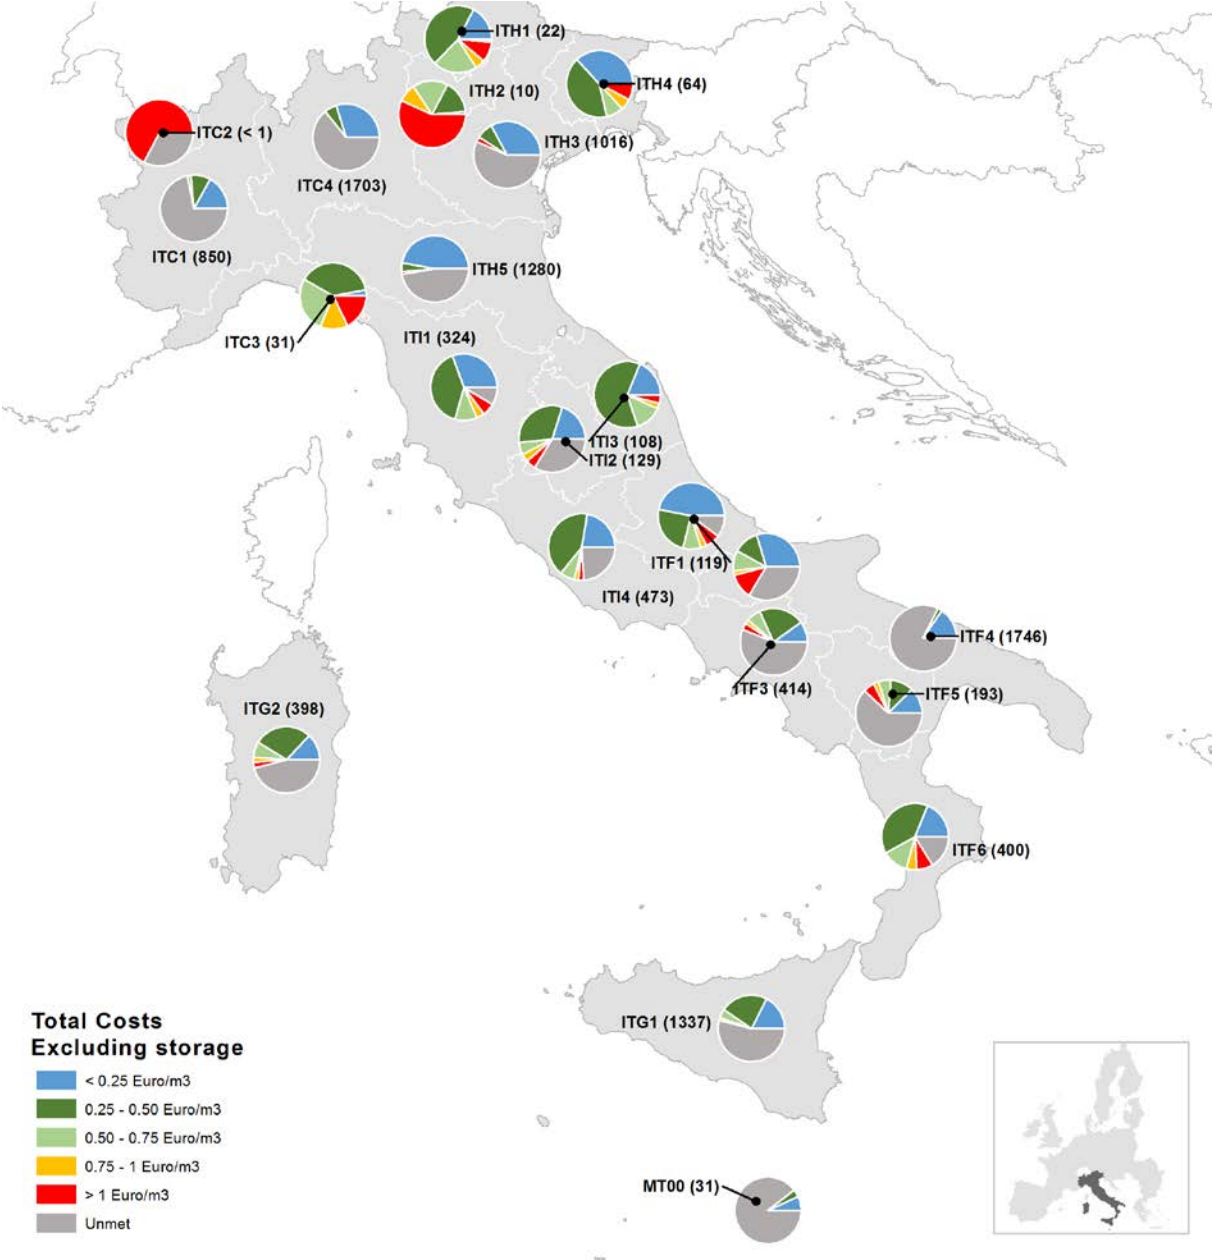 ITH1 (22)
ITH4 (64)
ITH2 (10)
ITC2 (< 1)
ITH3 (1016)
ITC4 (1703)
ITC1 (850)
ITH5 (1280)
ITC3 (31)
ITI1 (324)
ITI3 (108)
ITI2 (129)
ITF1 (119)
ITI4 (473)
ITF4 (1746)
ITF3 (414)
ITF5 (193)
ITG2 (398)
ITF6 (400)
ITG1 (1337)
Total Costs
Excluding storage
< 0.25 Euro/m3
0.25 - 0.50 Euro/m3
0.50 - 0.75 Euro/m3
0.75 - 1 Euro/m3
> 1 Euro/m3
Unmet
MT00 (31)